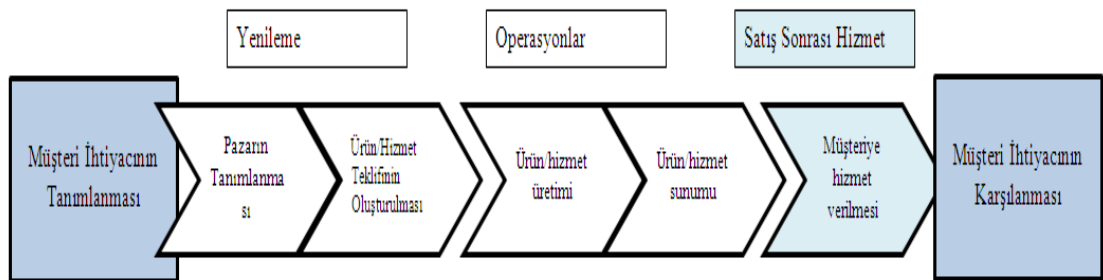 Yenileme
Operasyonlar
Satış Sonrası Hizmet
Müşteri İhtiyacının
Tanımlanması
Pazarın
Tanımlanma
sı
Ürün/Hizmet
Teklifinin
Oluşturulması
Ürün/hizmet
üretimi
Ürün/hizmet
sunumu
Müşteriye
hizmet
verilmesi
Müşteri İhtiyacının
Karşılanması